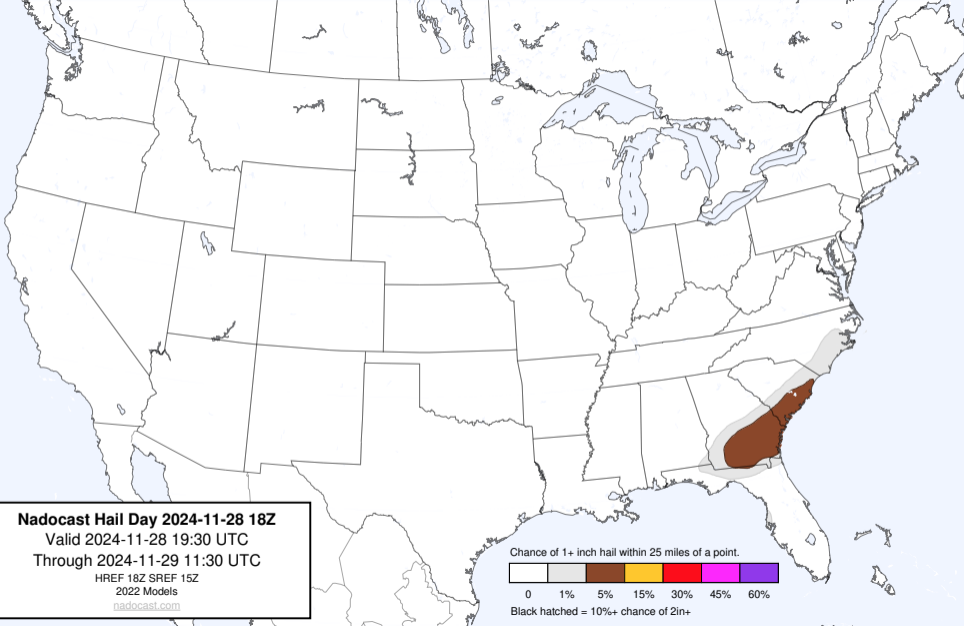 Nadocast Hail Day 2024-11-28 18Z
Valid 2024-11-28 19:30 UTC
Through 2024-11-29 11:30 UTC
HREF 18Z SREF 15Z
2022 Models
nadocast.com
Chance of 1+ inch hail within 25 miles of a point.
0 1% 5% 15% 30% 45% 60%
Black hatched = 10%+ chance of 2in+